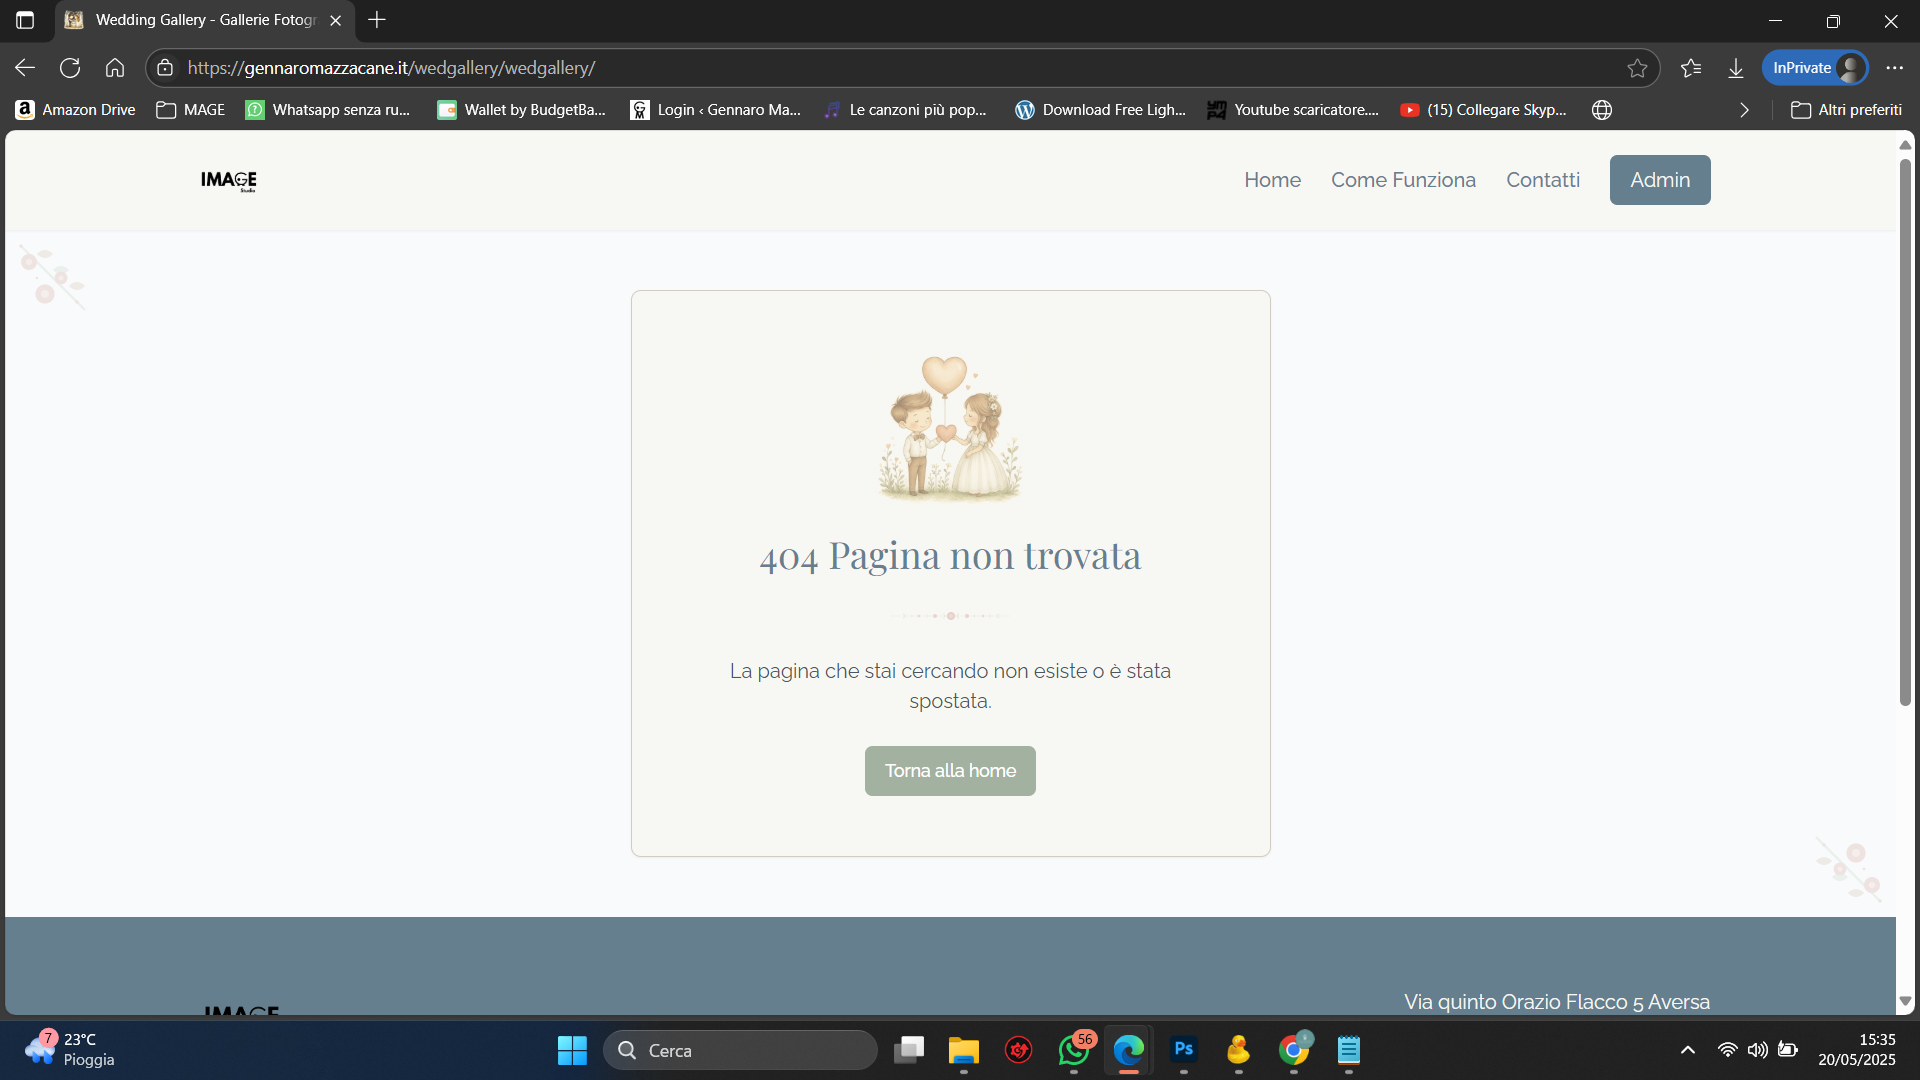 Wedding Gallery - Gallerie Fotogr
https://gennaromazzacane.it/wedgallery/wedgallery/
InPrivate
Amazon Drive
MAGE
Whatsapp senza ru...
Wallet by BudgetBa...
Login ‹ Gennaro Ma...
Le canzoni più pop...
Download Free Ligh...
Youtube scaricatore....
(15) Collegare Skyp...
Altri preferiti
IMAGE
Studio
Home
Come Funziona
Contatti
Admin
404 Pagina non trovata
La pagina che stai cercando non esiste o è stata
spostata.
Torna alla home
IMAGE
Via quinto Orazio Flacco 5 Aversa
7
23°C
Pioggia
Cerca
56
Ps
15:35
20/05/2025